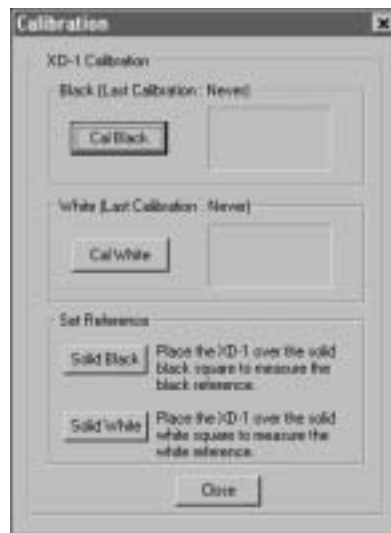 Calibration
XD-1 Calibration
Black (Last Calibration : Never)
Cal Black
White (Last Calibration : Never)
Cal White
Set Reference
Solid Black
Place the XD-1 over the solid
black square to measure the
black reference.
Solid White
Place the XD-1 over the solid
white square to measure the
white reference.
Close